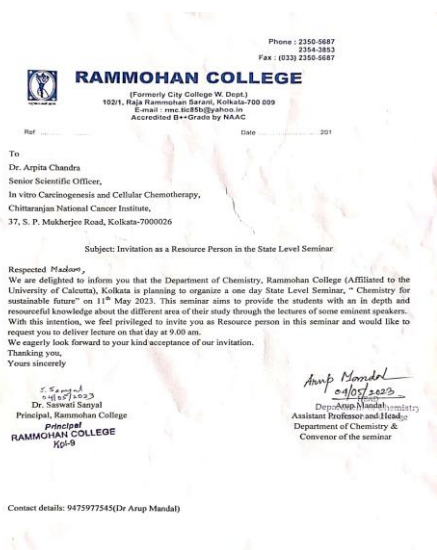 Phone : 2350-5687
2354-3853
Fax : (033) 2350-5687
RAMMOHAN COLLEGE
(Formerly City College W. Dept.)
102/1, Raja Rammohan Sarani, Kolkata-700 009
E-mail : rmc.tic85b@yahoo.in
Accredited B++Grade by NAAC
Ref ............ Date ............ 201
To
Dr. Arpita Chandra
Senior Scientific Officer,
In vitro Carcinogenesis and Cellular Chemotherapy,
Chittaranjan National Cancer Institute,
37, S. P. Mukherjee Road, Kolkata-7000026
Subject: Invitation as a Resource Person in the State Level Seminar
Respected Madam,
We are delighted to inform you that the Department of Chemistry, Rammohan College (Affiliated to the
University of Calcutta), Kolkata is planning to organize a one day State Level Seminar, " Chemistry for
sustainable future" on 11th May 2023. This seminar aims to provide the students with an in depth and
resourceful knowledge about the different area of their study through the lectures of some eminent speakers.
With this intention, we feel privileged to invite you as Resource person in this seminar and would like to
request you to deliver lecture on that day at 9.00 am.
We eagerly look forward to your kind acceptance of our invitation.
Thanking you,
Yours sincerely
S. Sanyal
04/05/2023
Dr. Saswati Sanyal
Principal, Rammohan College
Principal
RAMMOHAN COLLEGE
Kol-9
Arup Mandal
04/05/2023
Arup Mandal
Assistant Professor and Head
Department of Chemistry &
Convenor of the seminar
Contact details: 9475977545(Dr Arup Mandal)